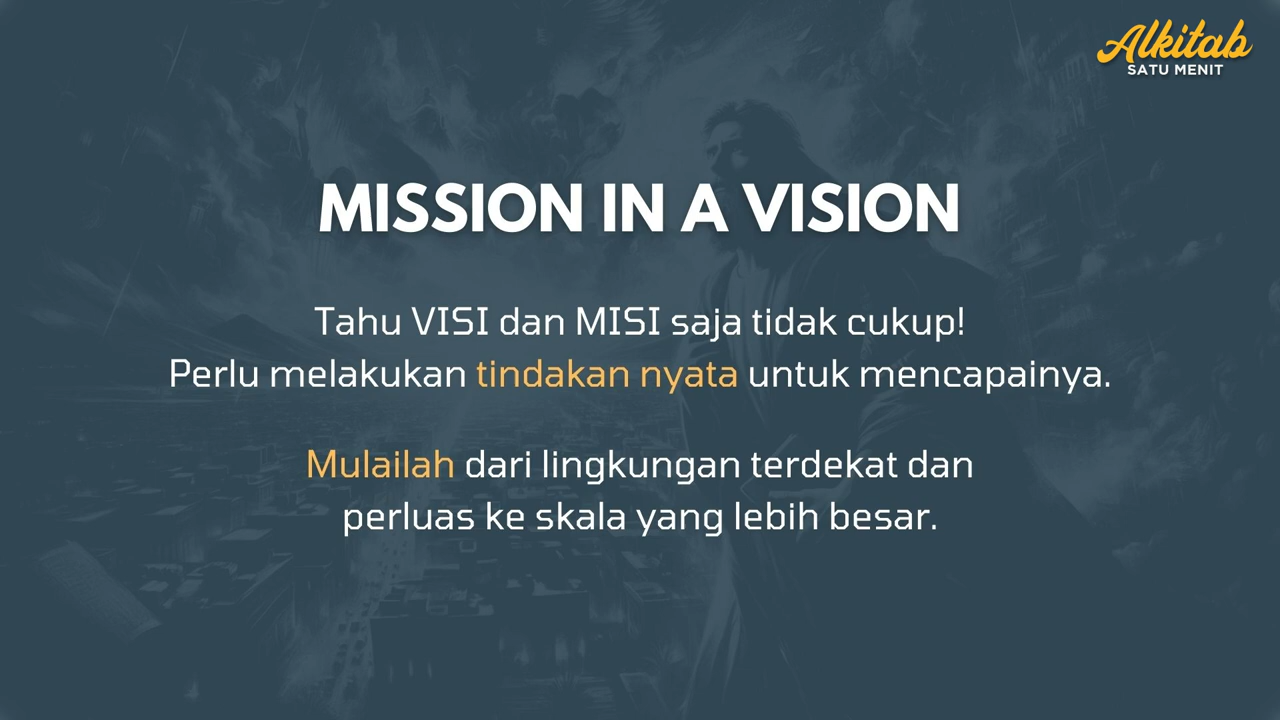 Alkitab
SATU MENIT
MISSION IN A VISION
Tahu VISI dan MISI saja tidak cukup!
Perlu melakukan tindakan nyata untuk mencapainya.
Mulailah dari lingkungan terdekat dan
perluas ke skala yang lebih besar.